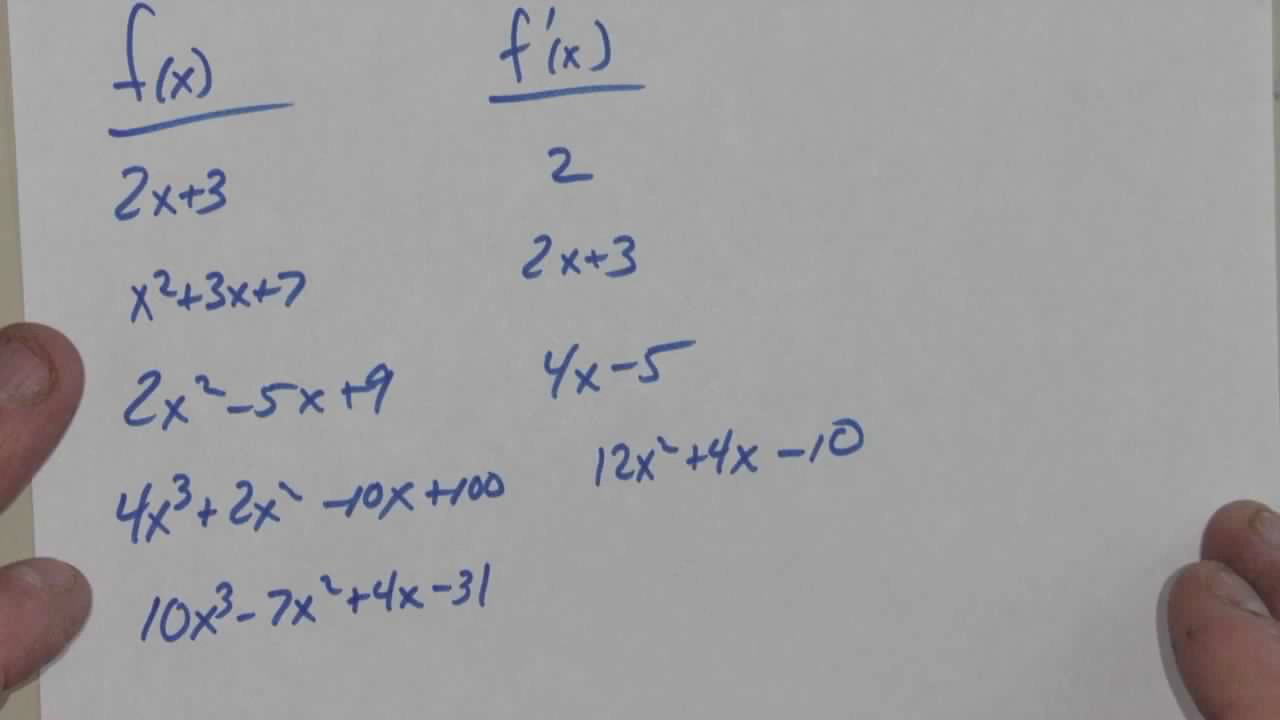 f(x) f'(x)
2x+3 2
x²+3x+7 2x+3
2x²-5x+9 4x-5
4x³+2x²-10x+100 12x²+4x-10
10x³-7x²+4x-31